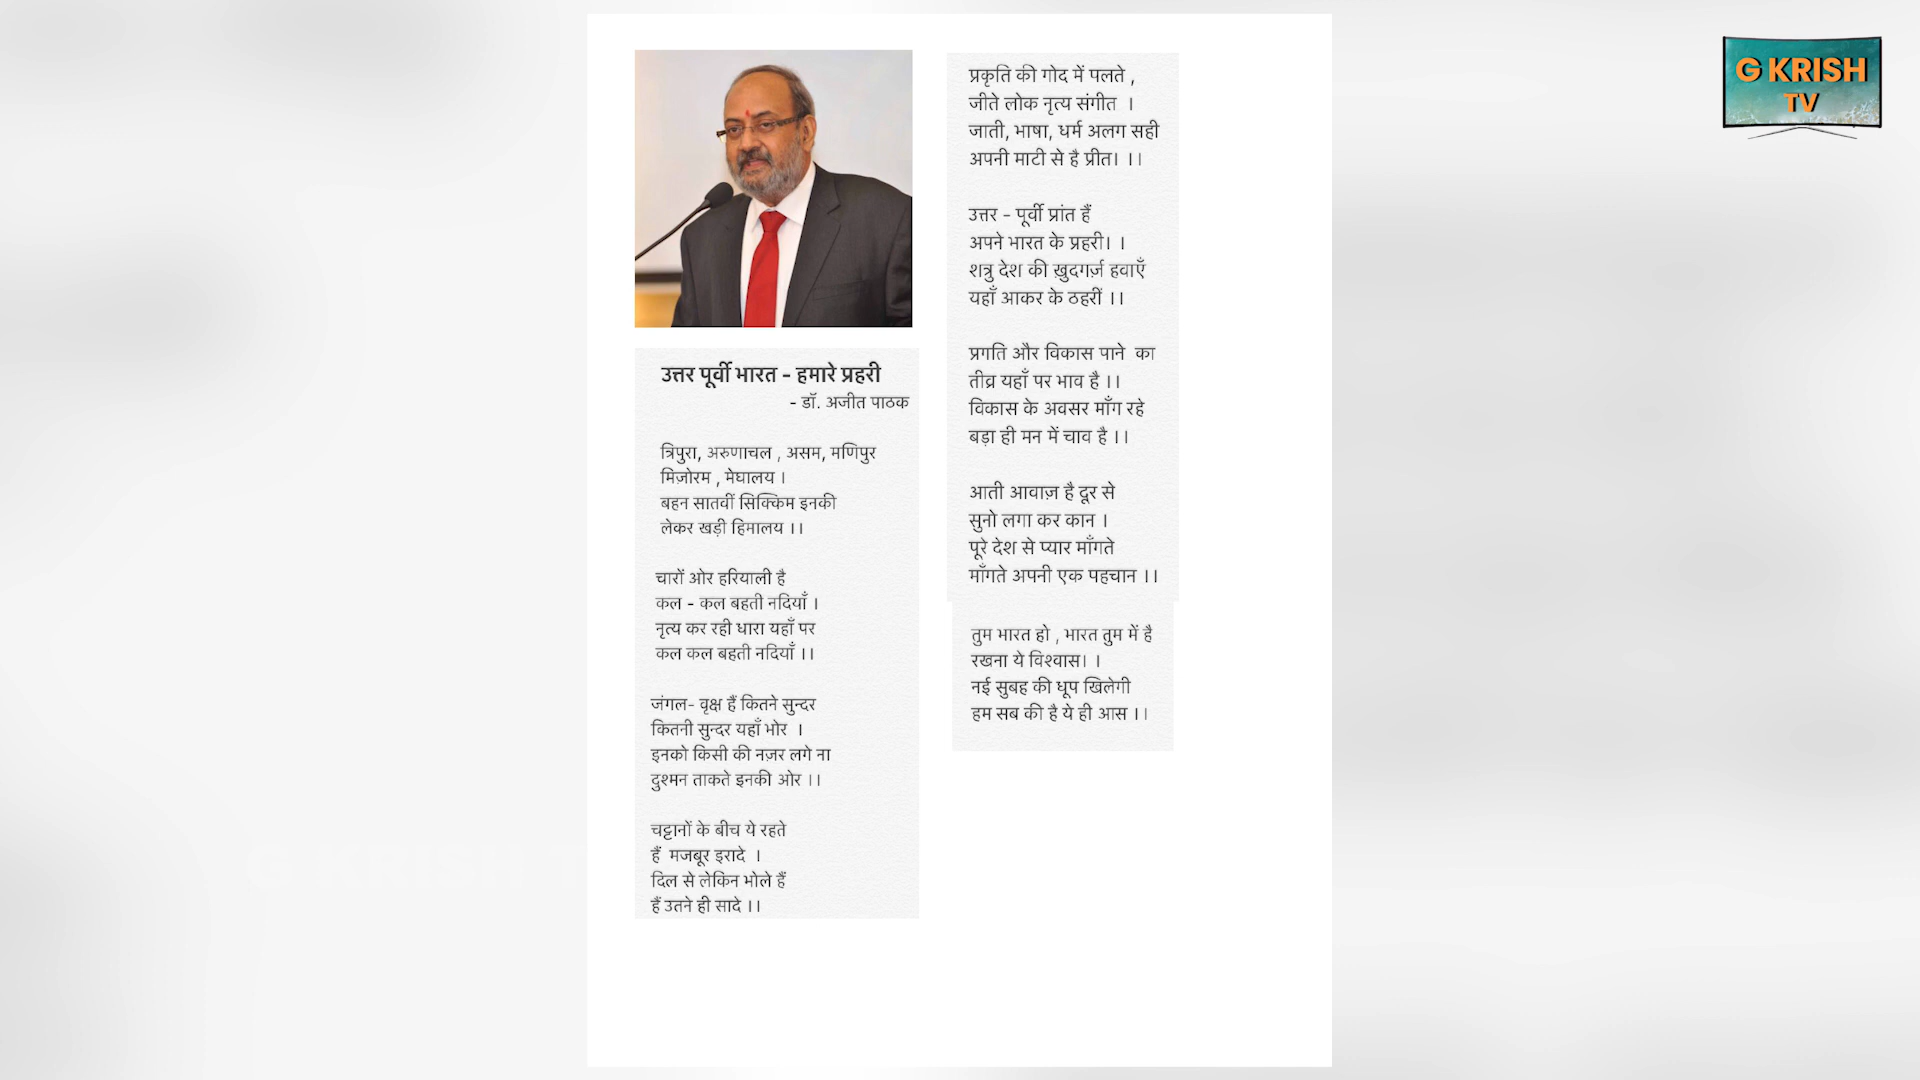 उत्तर पूर्वी भारत - हमारे प्रहरी
- डॉ. अजीत पाठक
त्रिपुरा, अरुणाचल , असम, मणिपुर
मिज़ोरम , मेघालय ।
बहन सातवीं सिक्किम इनकी
लेकर खड़ी हिमालय ।।
चारों ओर हरियाली है
कल - कल बहती नदियाँ ।
नृत्य कर रही धारा यहाँ पर
कल कल बहती नदियाँ ।।
जंगल- वृक्ष हैं कितने सुन्दर
कितनी सुन्दर यहाँ भोर ।
इनको किसी की नज़र लगे ना
दुश्मन ताकते इनकी ओर ।।
चट्टानों के बीच ये रहते
हैं मजबूर इरादे ।
दिल से लेकिन भोले हैं
हैं उतने ही सादे ।।
प्रकृति की गोद में पलते ,
जीते लोक नृत्य संगीत ।
जाती, भाषा, धर्म अलग सही
अपनी माटी से है प्रीत। ।।
उत्तर - पूर्वी प्रांत हैं
अपने भारत के प्रहरी। ।
शत्रु देश की ख़ुदगर्ज़ हवाएँ
यहाँ आकर के ठहरीं ।।
प्रगति और विकास पाने का
तीव्र यहाँ पर भाव है ।।
विकास के अवसर माँग रहे
बड़ा ही मन में चाव है ।।
आती आवाज़ है दूर से
सुनो लगा कर कान ।
पूरे देश से प्यार माँगते
माँगते अपनी एक पहचान ।।
तुम भारत हो , भारत तुम में है
रखना ये विश्वास। ।
नई सुबह की धूप खिलेगी
हम सब की है ये ही आस ।।
G KRISH
TV